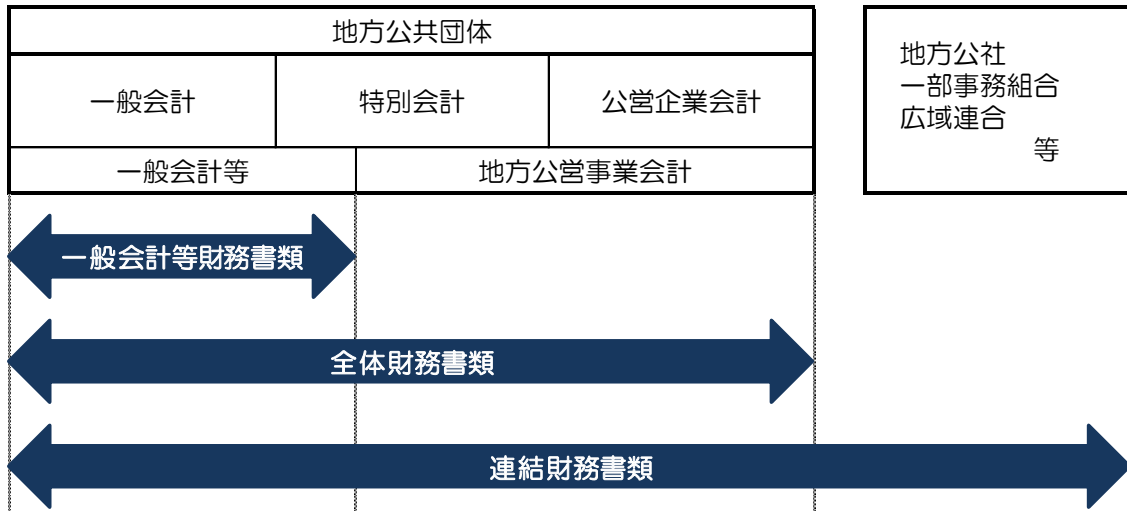 地方公共団体
一般会計
特別会計
公営企業会計
一般会計等
地方公営事業会計
地方公社
一部事務組合
広域連合
等
一般会計等財務書類
全体財務書類
連結財務書類